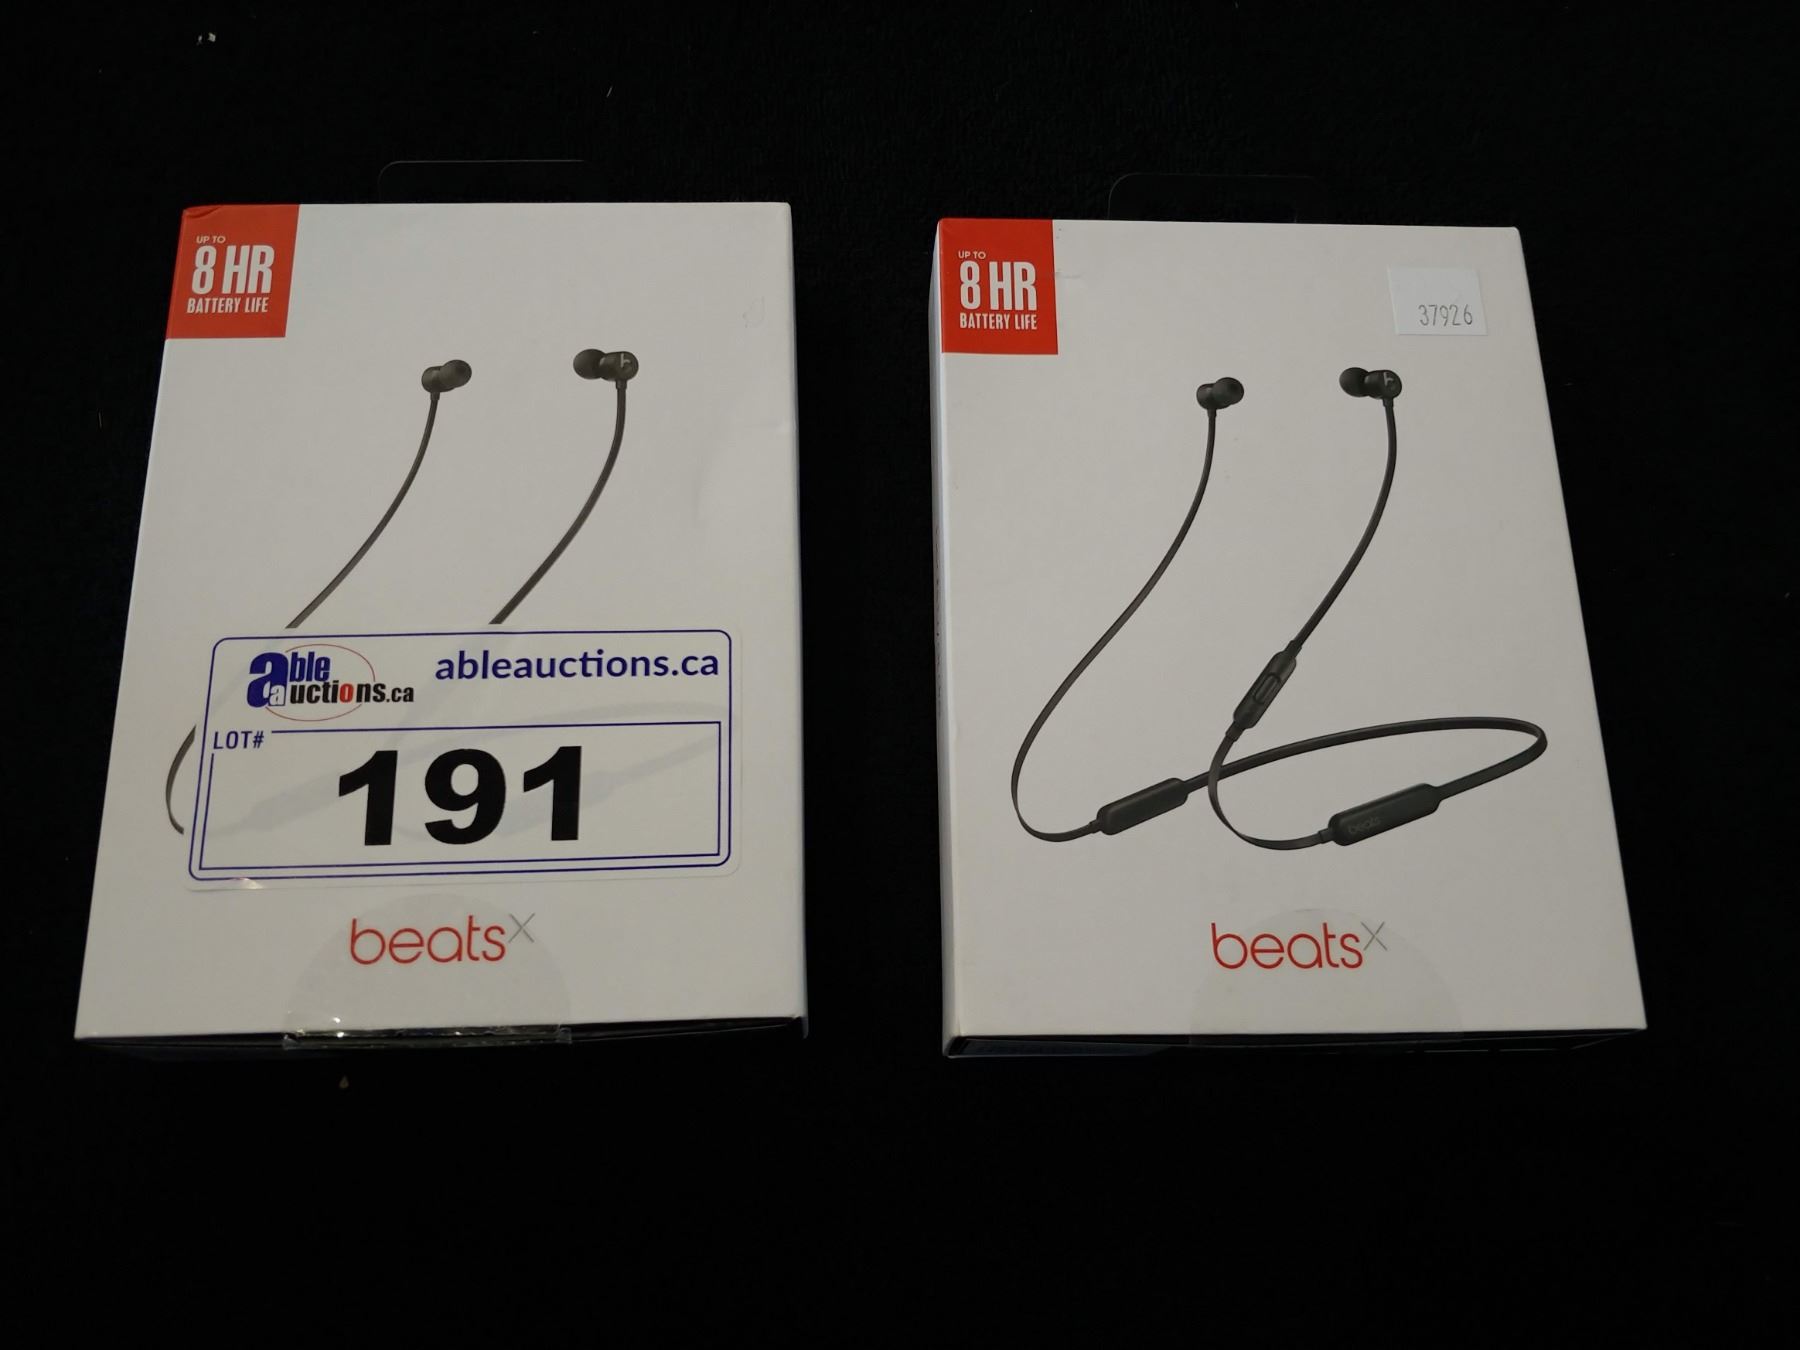 UP TO
8 HR
BATTERY LIFE
able auctions.ca
ableauctions.ca
LOT#
191
beatsX
UP TO
8 HR
BATTERY LIFE
37926
beats
beatsX